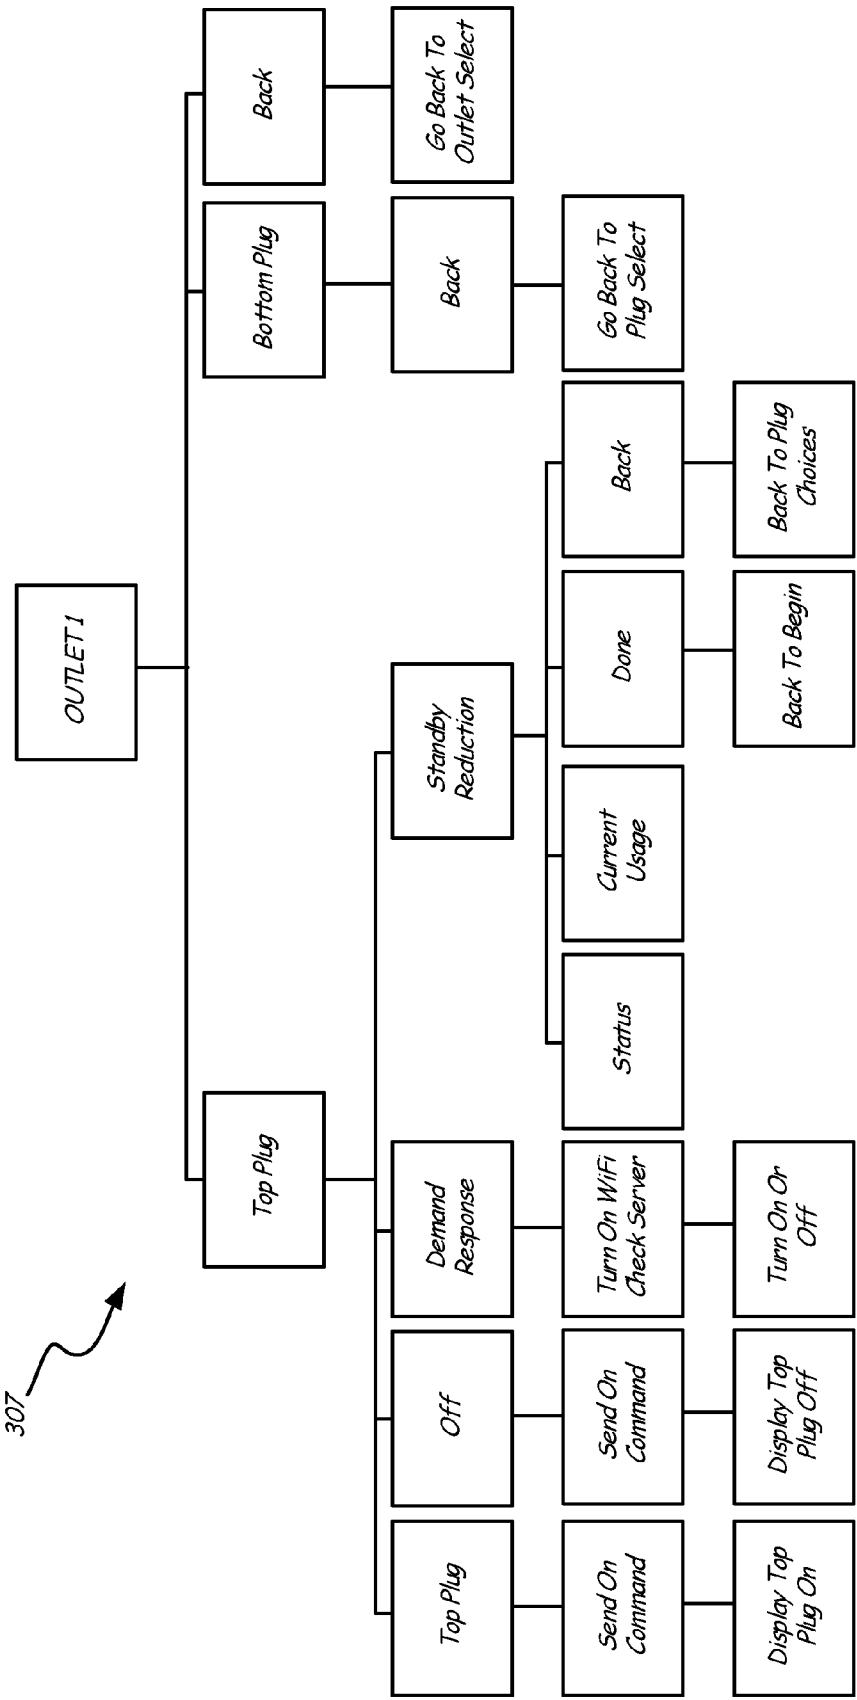 307
OUTLET 1
Top Plug
Bottom Plug
Back
Top Plug
Off
Demand
Response
Standby
Reduction
Back
Go Back To
Outlet Select
Send On
Command
Send On
Command
Turn On WiFi
Check Server
Status
Current
Usage
Done
Back
Go Back To
Plug Select
Display Top
Plug On
Display Top
Plug Off
Turn On Or
Off
Back To Begin
Back To Plug
Choices